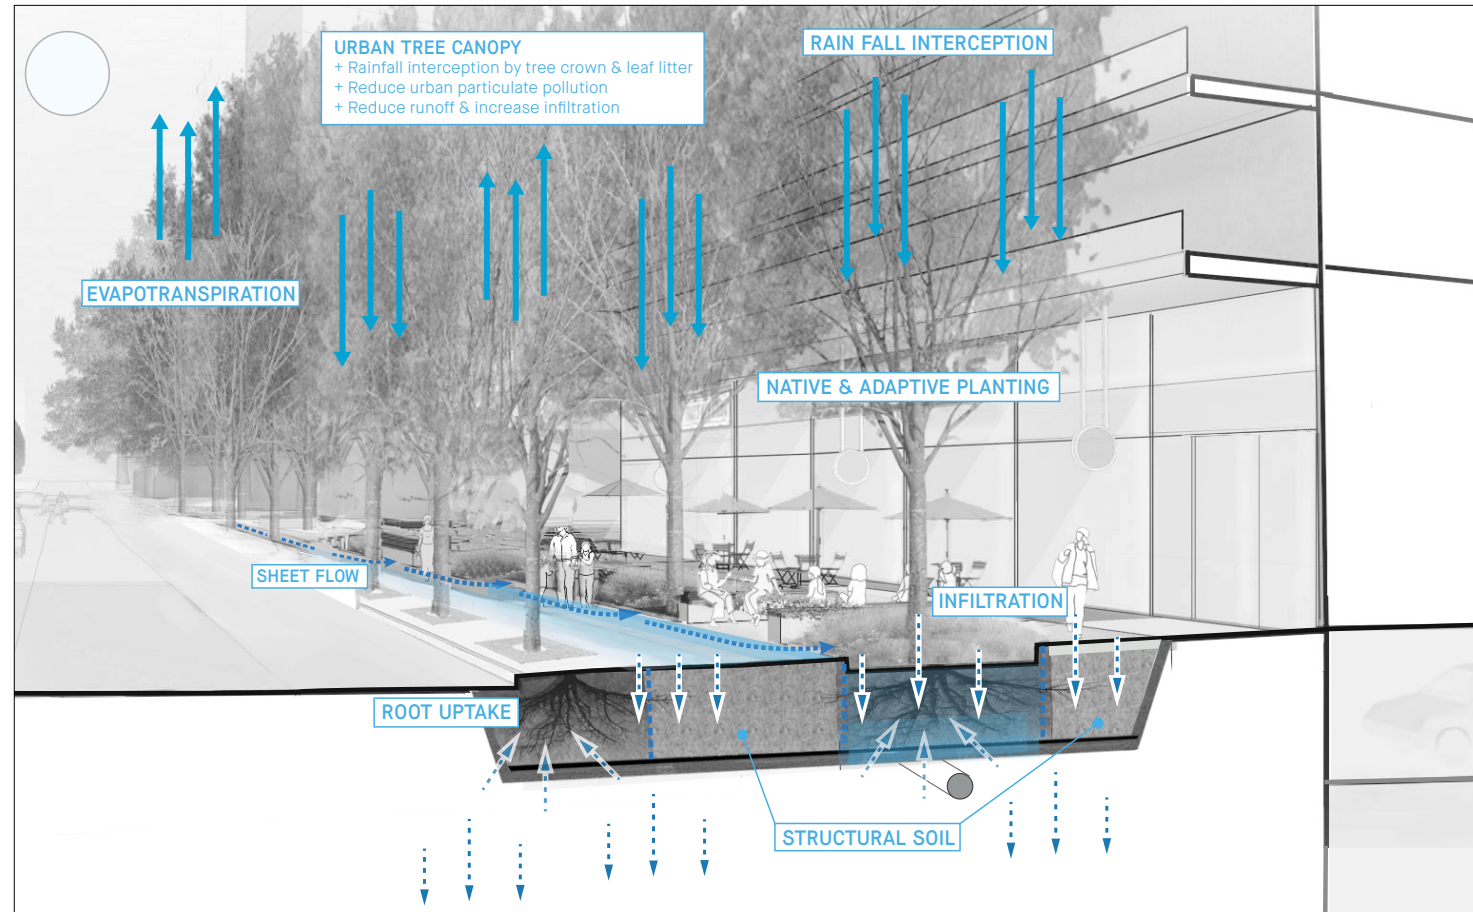 URBAN TREE CANOPY
+ Rainfall interception by tree crown & leaf litter
+ Reduce urban particulate pollution
+ Reduce runoff & increase infiltration
RAIN FALL INTERCEPTION
EVAPOTRANSPIRATION
NATIVE & ADAPTIVE PLANTING
SHEET FLOW
INFILTRATION
ROOT UPTAKE
STRUCTURAL SOIL